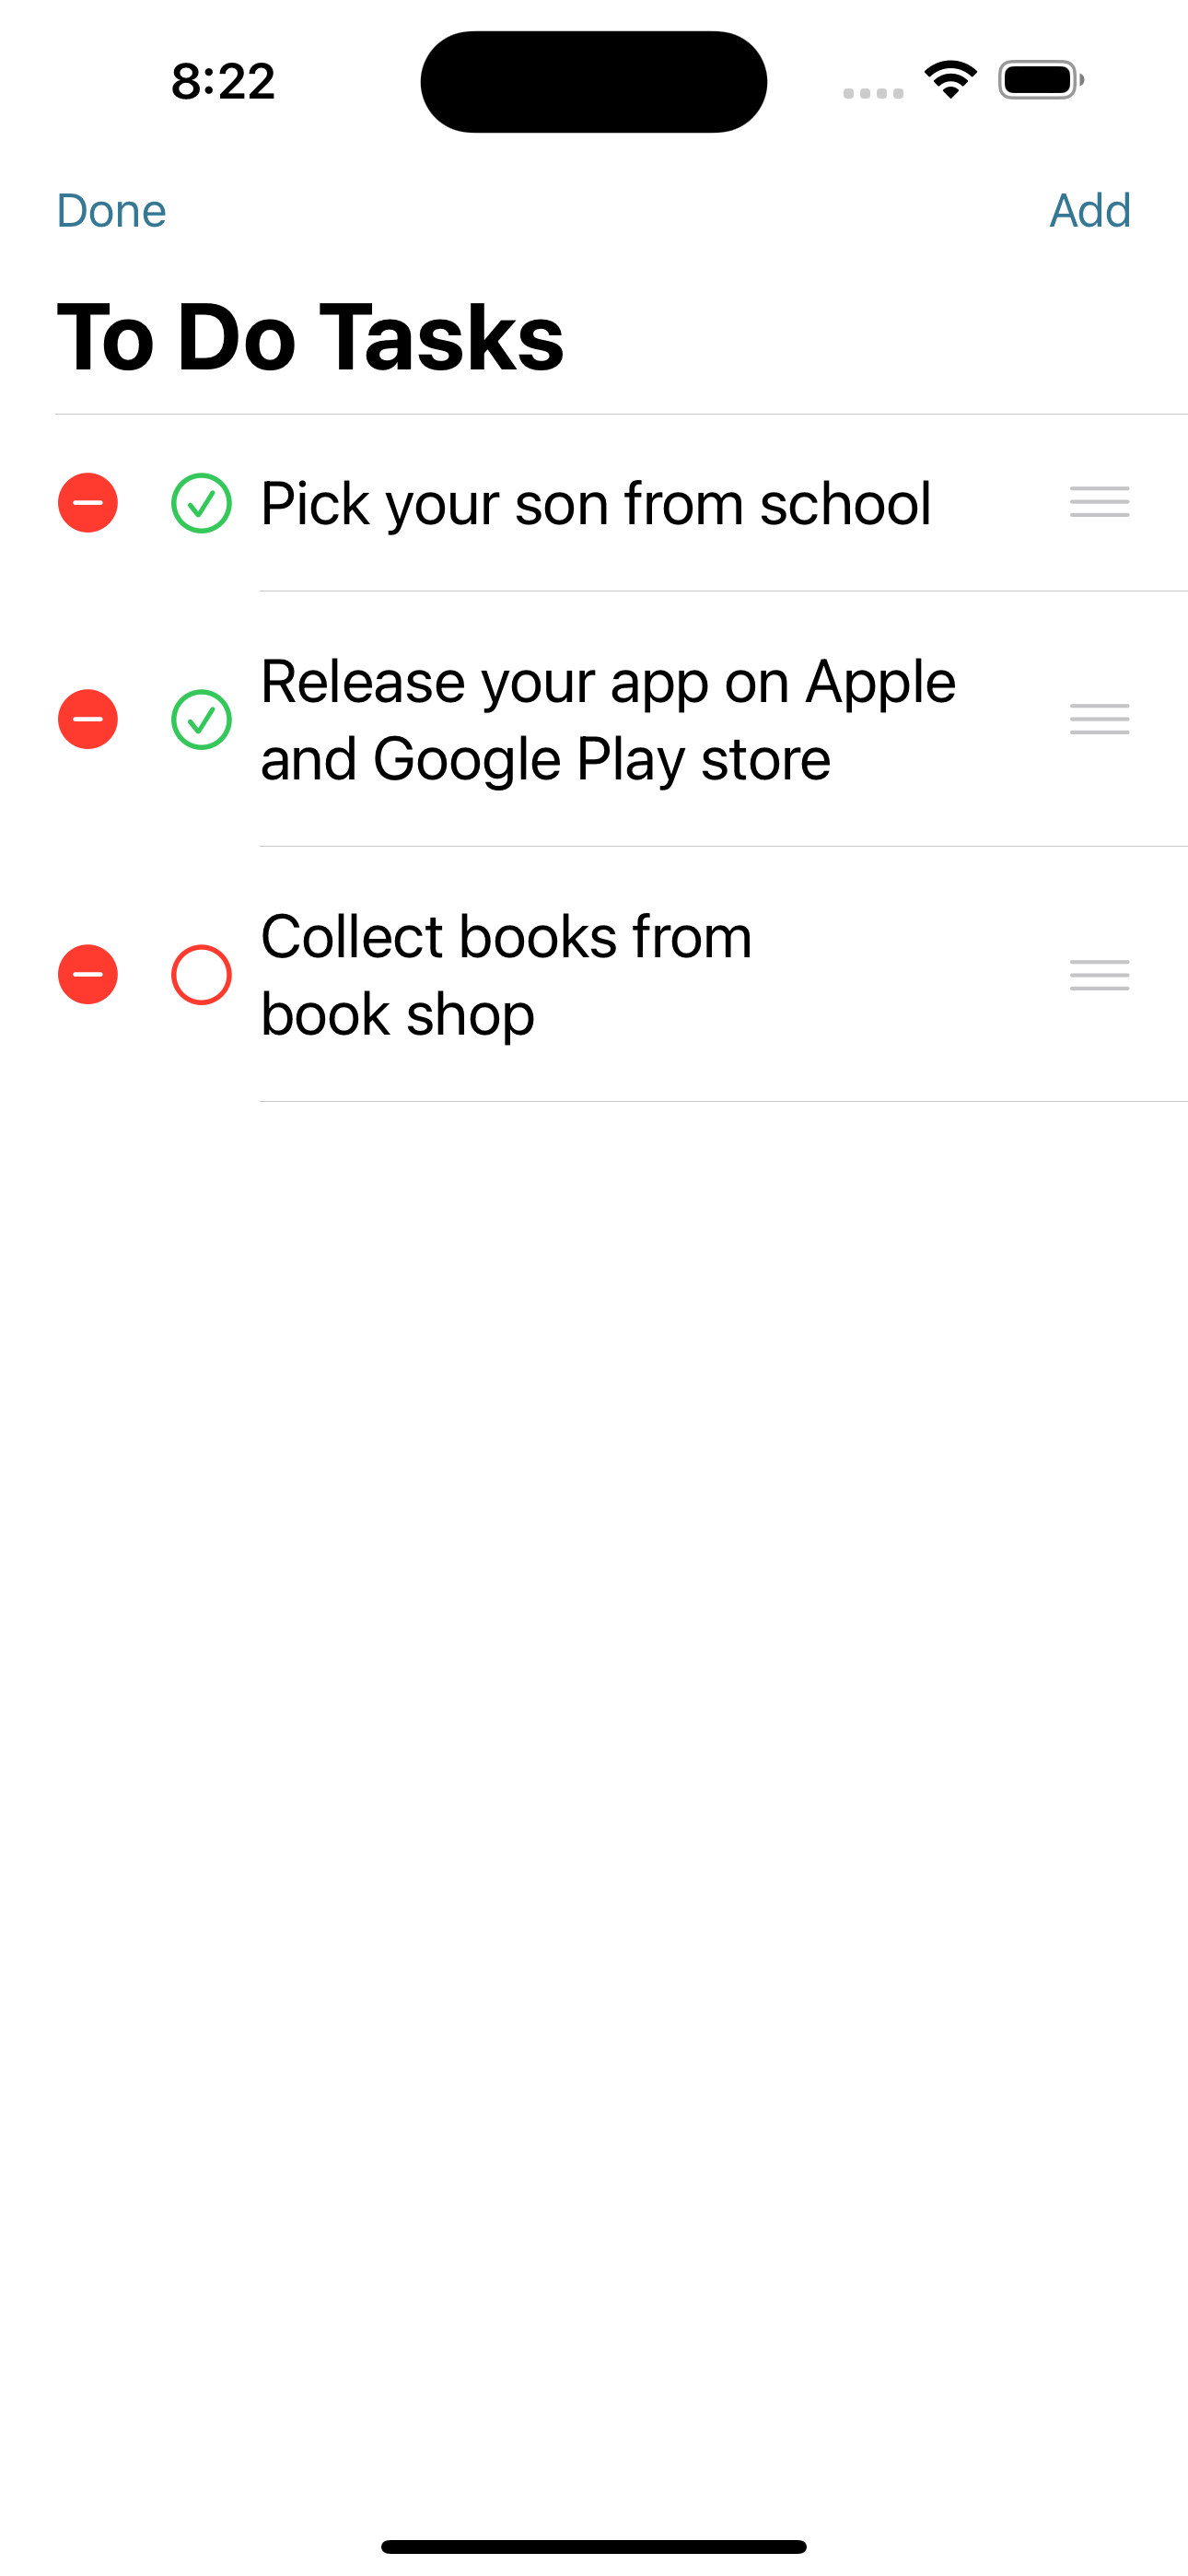 8:22
Done
Add
To Do Tasks
Pick your son from school
Release your app on Apple
and Google Play store
Collect books from
book shop